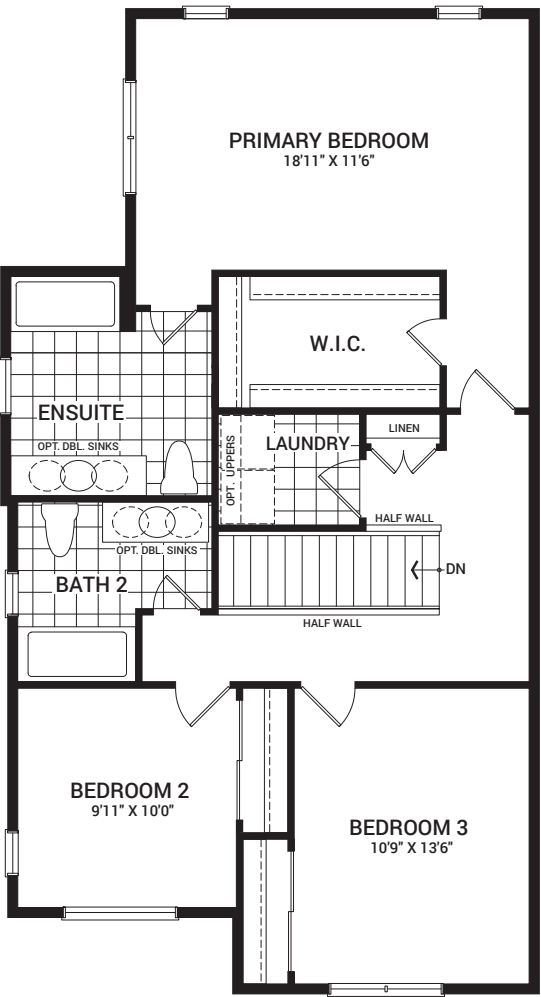 PRIMARY BEDROOM
18'11" X 11'6"
W.I.C.
ENSUITE
OPT. DBL. SINKS
OPT. UPPERS
LAUNDRY
LINEN
HALF WALL
OPT. DBL. SINKS
BATH 2
DN
HALF WALL
BEDROOM 2
9'11" X 10'0"
BEDROOM 3
10'9" X 13'6"